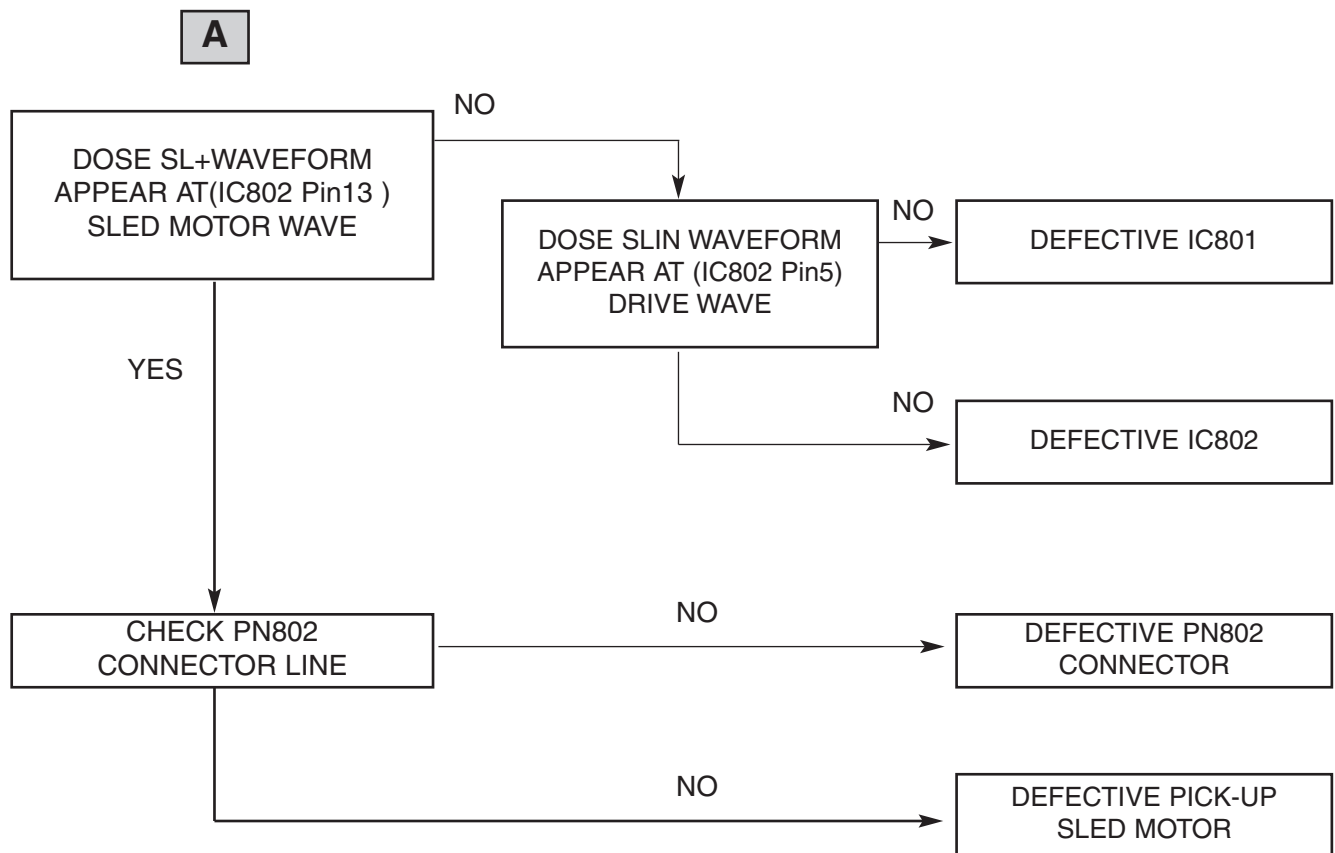 A
NO
DOSE SL+WAVEFORM
APPEAR AT(IC802 Pin13 )
SLED MOTOR WAVE
DOSE SLIN WAVEFORM
APPEAR AT (IC802 Pin5)
DRIVE WAVE
NO
DEFECTIVE IC801
YES
NO
DEFECTIVE IC802
CHECK PN802
CONNECTOR LINE
NO
DEFECTIVE PN802
CONNECTOR
NO
DEFECTIVE PICK-UP
SLED MOTOR